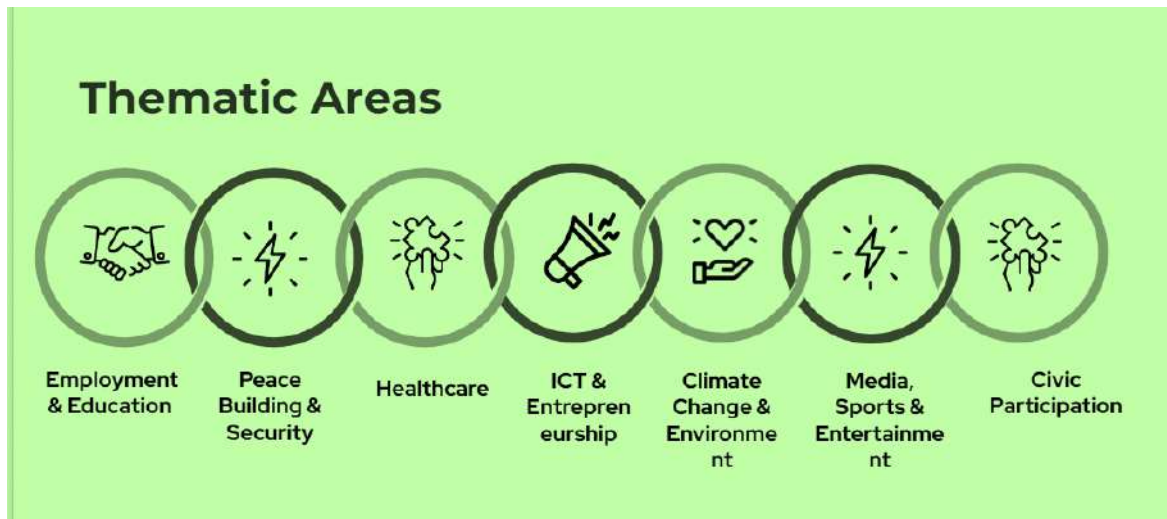 Thematic Areas
Employment
& Education
Peace
Building &
Security
Healthcare
ICT &
Entrepren
eurship
Climate
Change &
Environme
nt
Media,
Sports &
Entertainme
nt
Civic
Participation